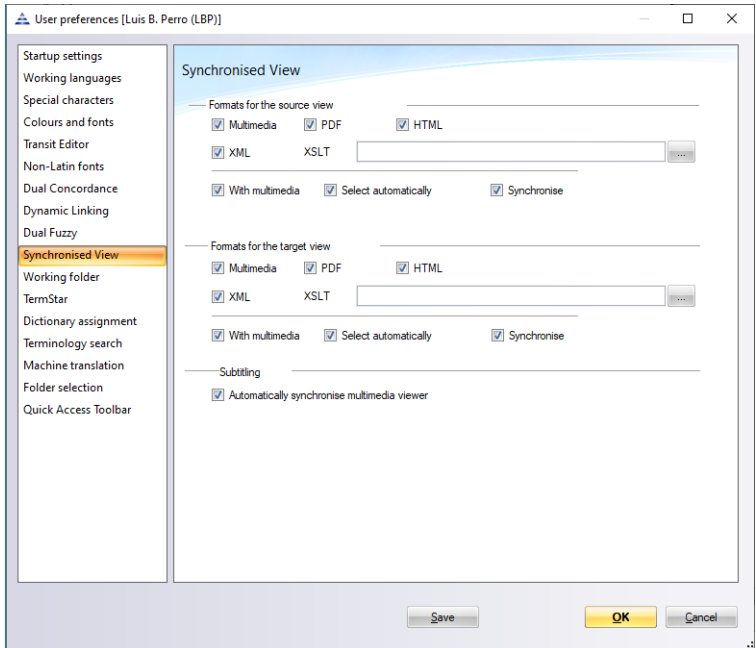 User preferences [Luis B. Perro (LBP)]
Startup settings
Working languages
Special characters
Colours and fonts
Transit Editor
Non-Latin fonts
Dual Concordance
Dynamic Linking
Dual Fuzzy
Synchronised View
Working folder
TermStar
Dictionary assignment
Terminology search
Machine translation
Folder selection
Quick Access Toolbar
Synchronised View
Formats for the source view
Multimedia PDF HTML
XML XSLT ...
With multimedia Select automatically Synchronise
Formats for the target view
Multimedia PDF HTML
XML XSLT ...
With multimedia Select automatically Synchronise
Subtitling
Automatically synchronise multimedia viewer
Save OK Cancel